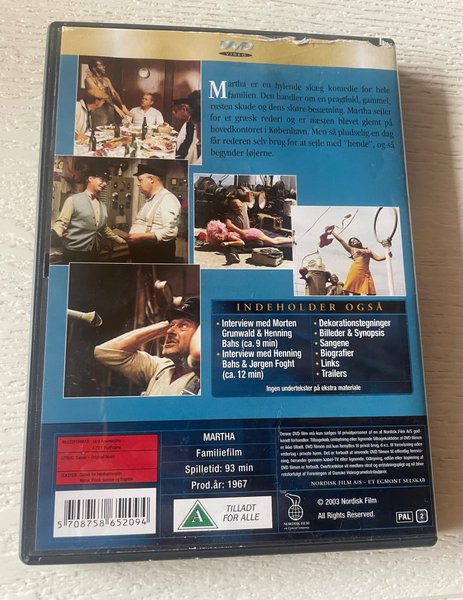 DVD
VIDEO
Martha er en hylende skæg komedie for hele
familien. Den handler om en pragtfuld, gammel,
rusten skude og dens skøre besætning. Martha sejler
for et græsk rederi og er næsten blevet glemt på
hovedkontoret i København. Men så pludselig en dag
får rederen selv brug for at sejle med "hende", og så
begynder løjerne.
INDEHOLDER OGSÅ
• Interview med Morten
Grunwald & Henning
Bahs (ca. 9 min)
• Interview med Henning
Bahs & Jørgen Foght
(ca. 12 min)
• Dekorationstegninger
• Billeder & Synopsis
• Sangene
• Biografier
• Links
• Trailers
Ingen undertekster på ekstra materiale
MARTHA
Familiefilm
Spilletid: 93 min
Prod.år: 1967
5 708758 652094
A
TILLADT
FOR ALLE
NORDISK FILM A/S – ET EGMONT SELSKAB
NORDISK FILM
© 2003 Nordisk Film
All Rights Reserved.
PAL
2